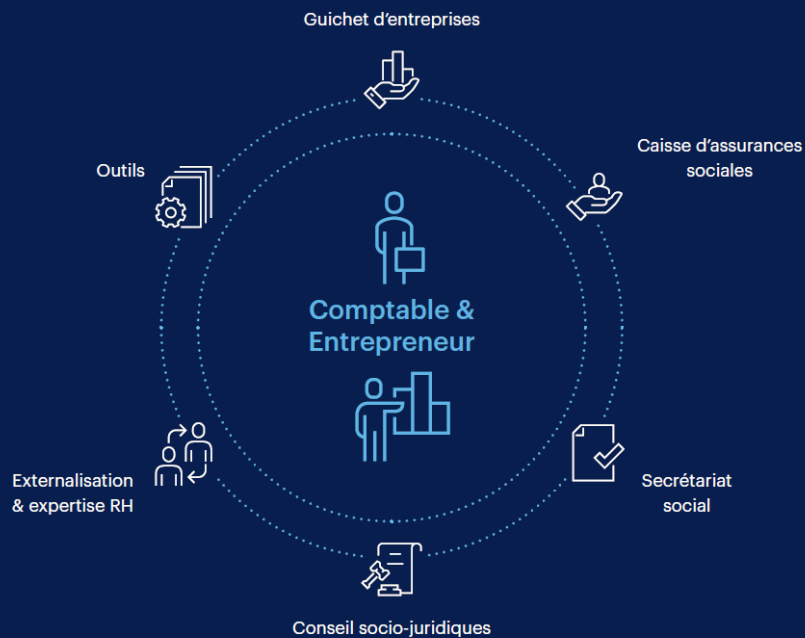 Guichet d'entreprises
Caisse d'assurances
sociales
Outils
Comptable &
Entrepreneur
Externalisation
& expertise RH
Secrétariat
social
Conseil socio-juridiques